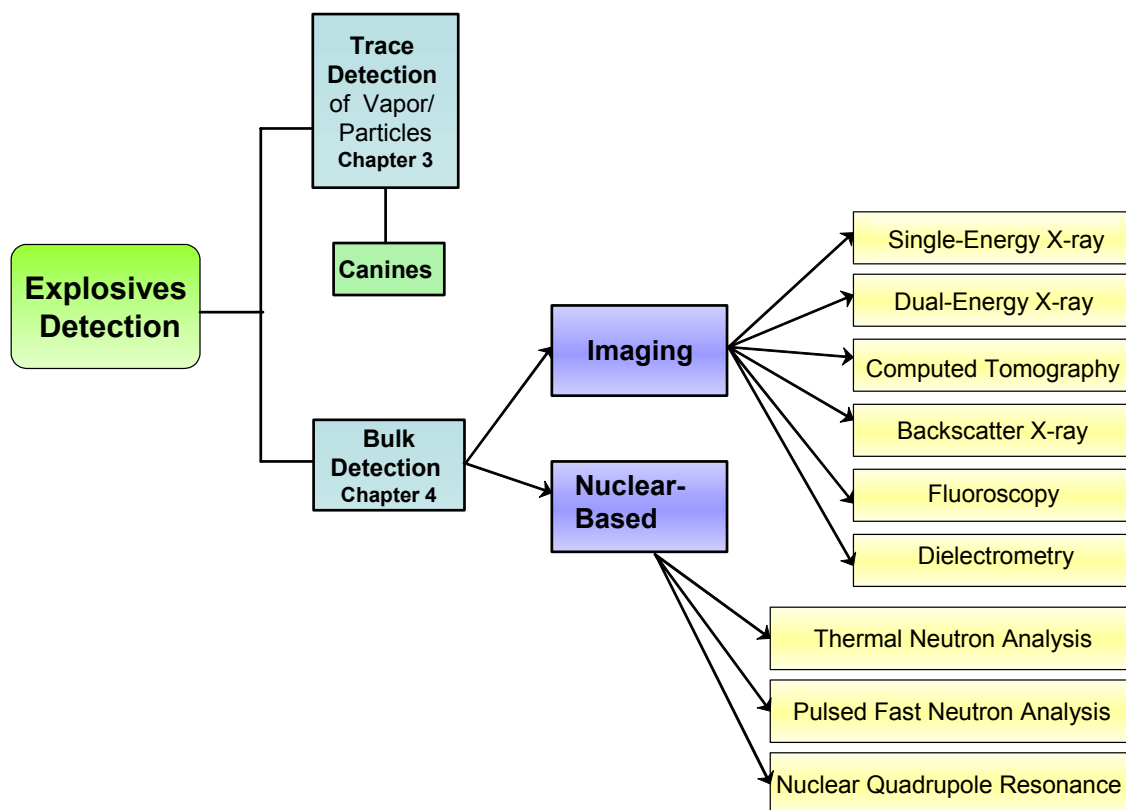 Explosives
Detection
Trace
Detection
of Vapor/
Particles
Chapter 3
Canines
Bulk
Detection
Chapter 4
Imaging
Nuclear-
Based
Single-Energy X-ray
Dual-Energy X-ray
Computed Tomography
Backscatter X-ray
Fluoroscopy
Dielectrometry
Thermal Neutron Analysis
Pulsed Fast Neutron Analysis
Nuclear Quadrupole Resonance